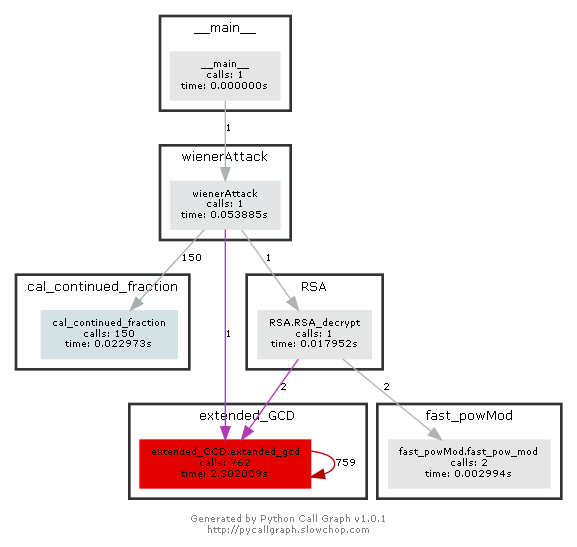 __main__
__main__
calls: 1
time: 0.000000s
1
wienerAttack
wienerAttack
calls: 1
time: 0.053885s
150
1
1
cal_continued_fraction
cal_continued_fraction
calls: 150
time: 0.022973s
RSA
RSA.RSA_decrypt
calls: 1
time: 0.017952s
2
2
extended_GCD
extended_GCD.extended_gcd
calls: 762
time: 2.302009s
759
fast_powMod
fast_powMod.fast_pow_mod
calls: 2
time: 0.002994s
Generated by Python Call Graph v1.0.1
http://pycallgraph.slowchop.com